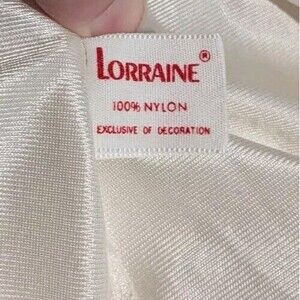 LORRAINE®
100% NYLON
EXCLUSIVE OF DECORATION